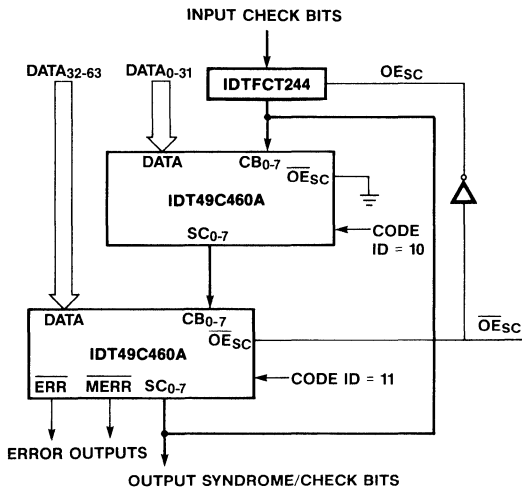 INPUT CHECK BITS
DATA32-63
DATA0-31
IDTFCT244
OESC
DATA
CB0-7
OESC
IDT49C460A
SC0-7
CODE
ID = 10
DATA
CB0-7
OESC
OESC
IDT49C460A
ERR
MERR
SC0-7
CODE ID = 11
ERROR OUTPUTS
OUTPUT SYNDROME/CHECK BITS